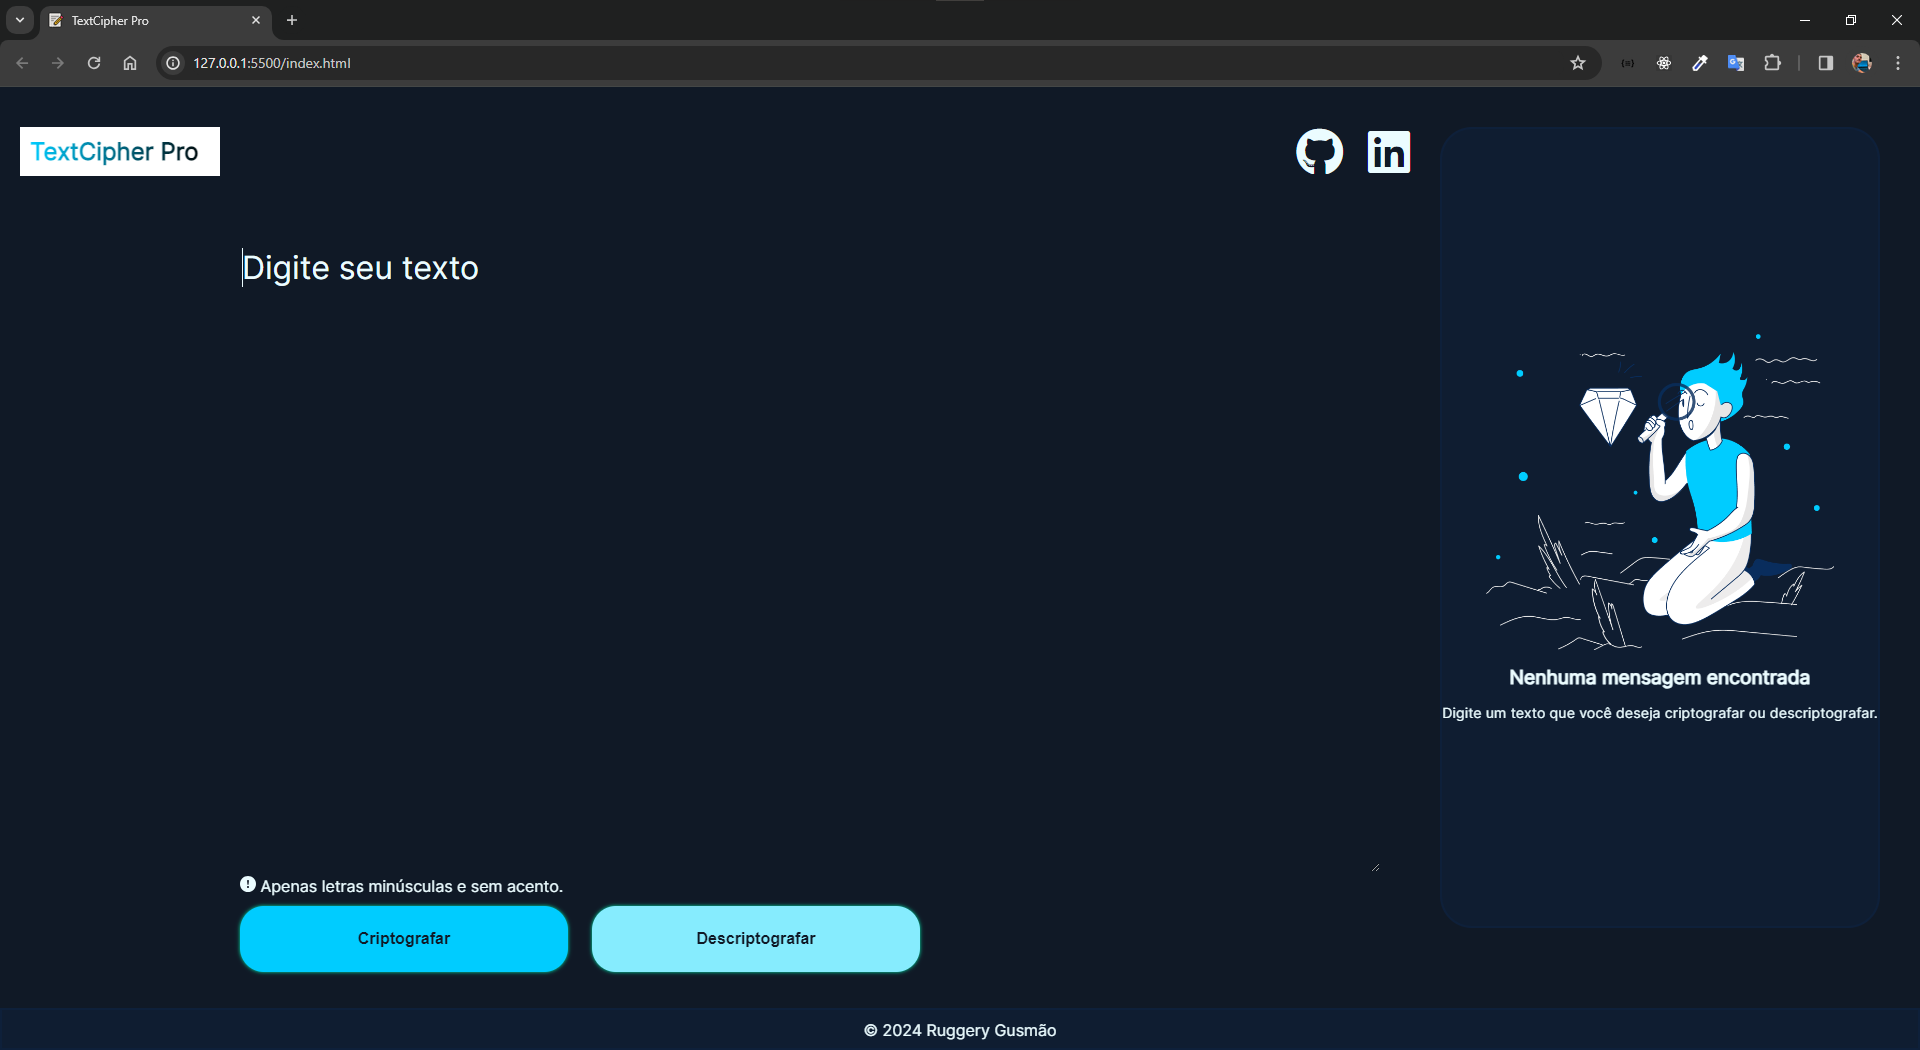 TextCipher Pro
127.0.0.1:5500/index.html
TextCipher Pro
in
Digite seu texto
Nenhuma mensagem encontrada
Digite um texto que você deseja criptografar ou descriptografar.
Apenas letras minúsculas e sem acento.
Criptografar
Descriptografar
© 2024 Ruggery Gusmão